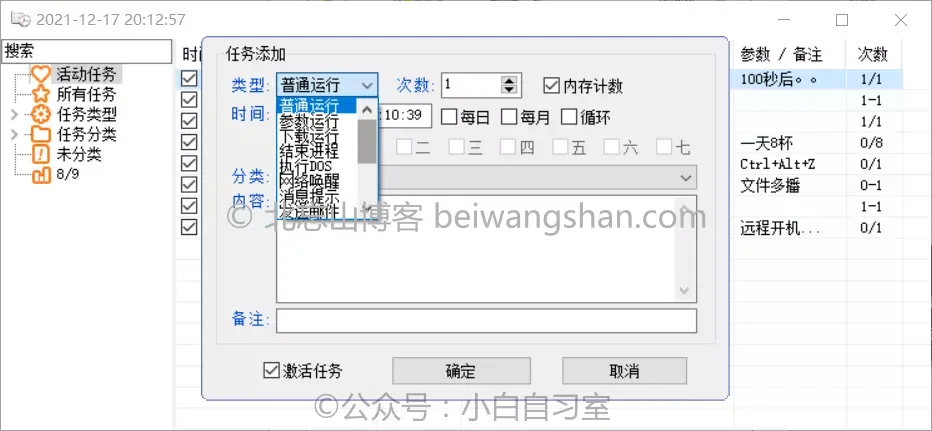 2021-12-17 20:12:57
搜索
活动任务
所有任务
任务类型
任务分类
未分类
8/9
任务添加
类型: 普通运行 次数: 1 内存计数
普通运行
参数运行
下载运行
结束进程
执行DOS
网络唤醒
消息提示
发送邮件
时间: :10:39 每日 每月 循环
二 三 四 五 六 七
分类:
内容:
备注:
激活任务 确定 取消
参数 / 备注 次数
100秒后。。 1/1
1-1
1/1
一天8杯 0/8
Ctrl+Alt+Z 0/1
文件多播 0-1
1-1
远程开机... 0/1
© 北忘山博客 beiwangshan.com
©公众号：小白自习室